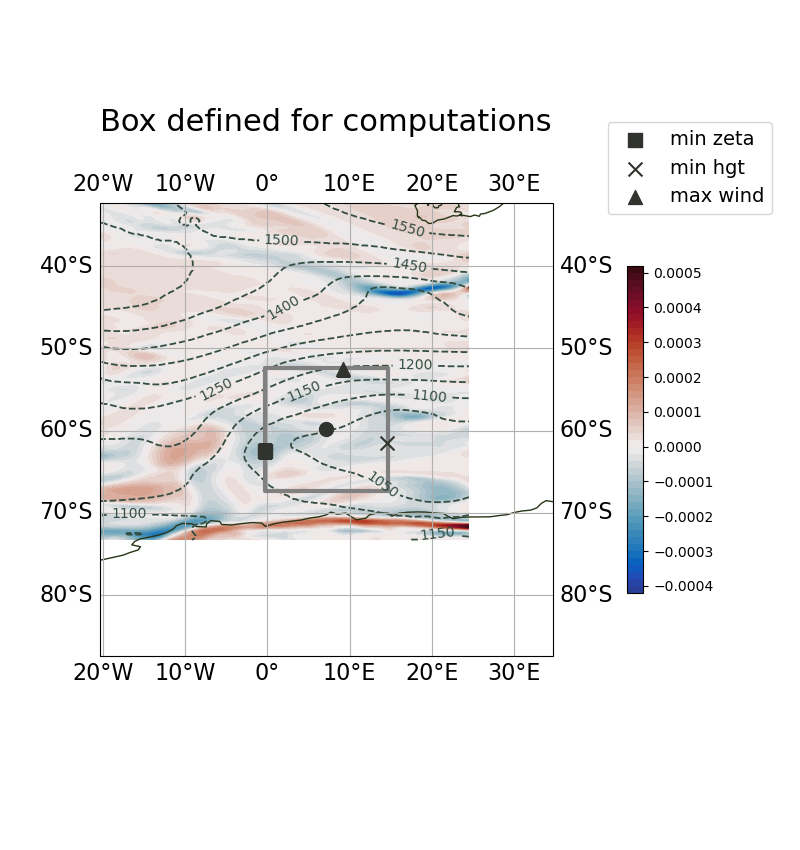 Box defined for computations
min zeta
min hgt
max wind
20°W 10°W 0° 10°E 20°E 30°E
1550
1500
1450
40°S 40°S
1400
50°S 50°S
1200
1250 1150 1100
60°S 60°S
1050
70°S 70°S
1100
1150
80°S 80°S
20°W 10°W 0° 10°E 20°E 30°E
0.0005
0.0004
0.0003
0.0002
0.0001
0.0000
−0.0001
−0.0002
−0.0003
−0.0004